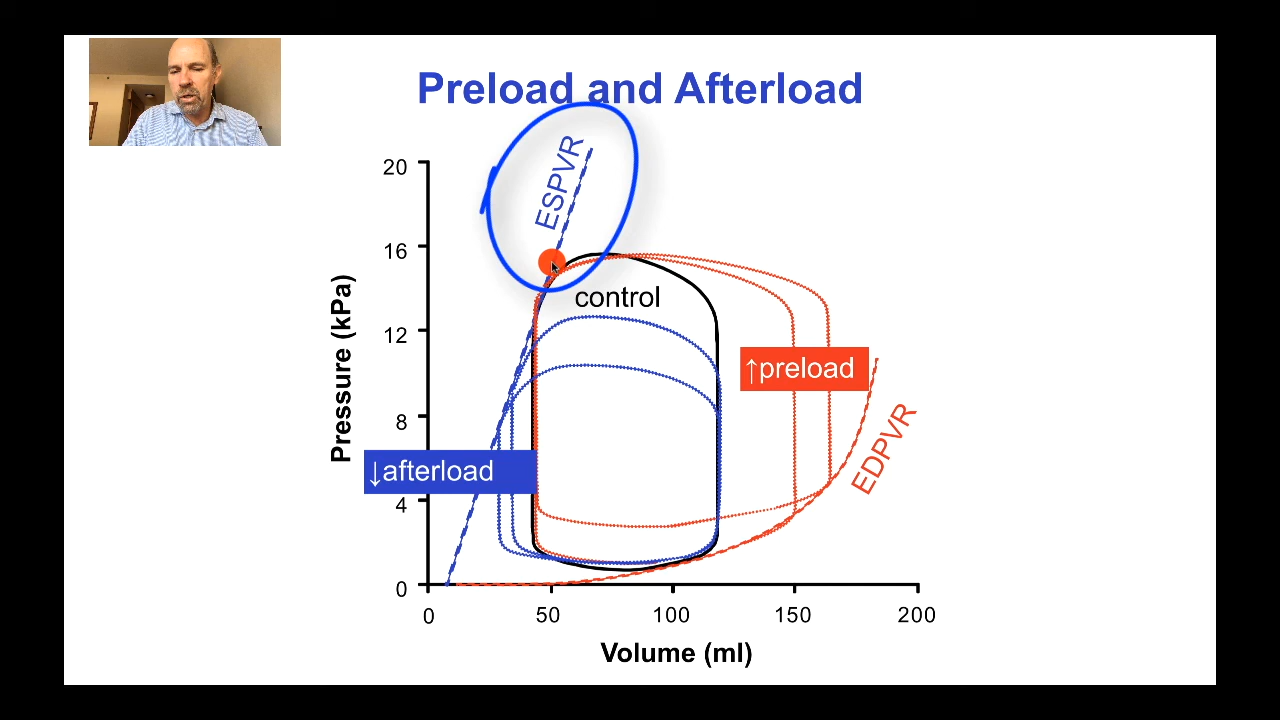 Preload and Afterload
ESPVR
20
16
12
8
4
0
Pressure (kPa)
control
↑preload
↓afterload
EDPVR
0 50 100 150 200
Volume (ml)